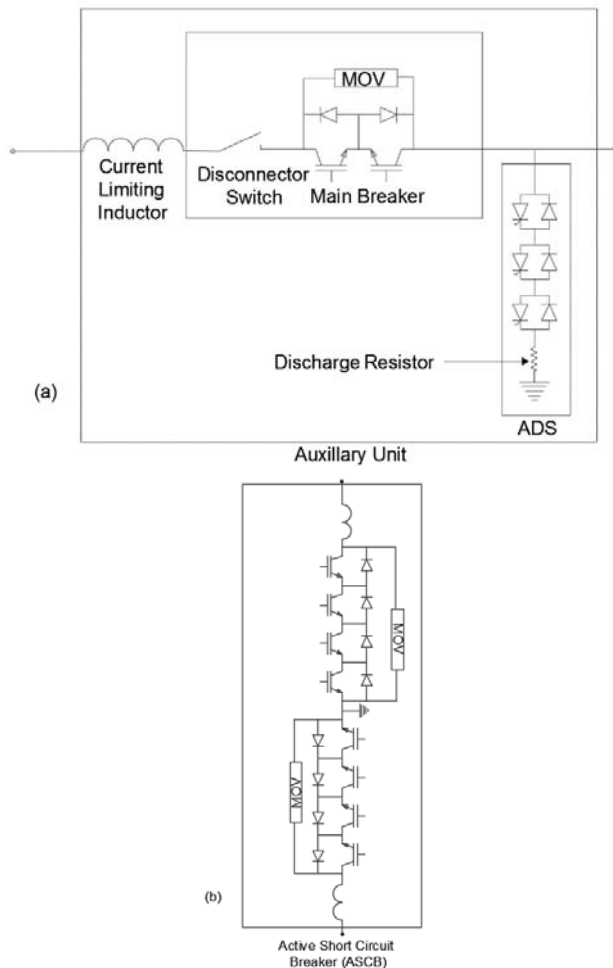 MOV
Current
Limiting
Inductor
Disconnector
Switch
Main Breaker
Discharge Resistor
(a)
ADS
Auxillary Unit
MOV
MOV
(b)
Active Short Circuit
Breaker (ASCB)